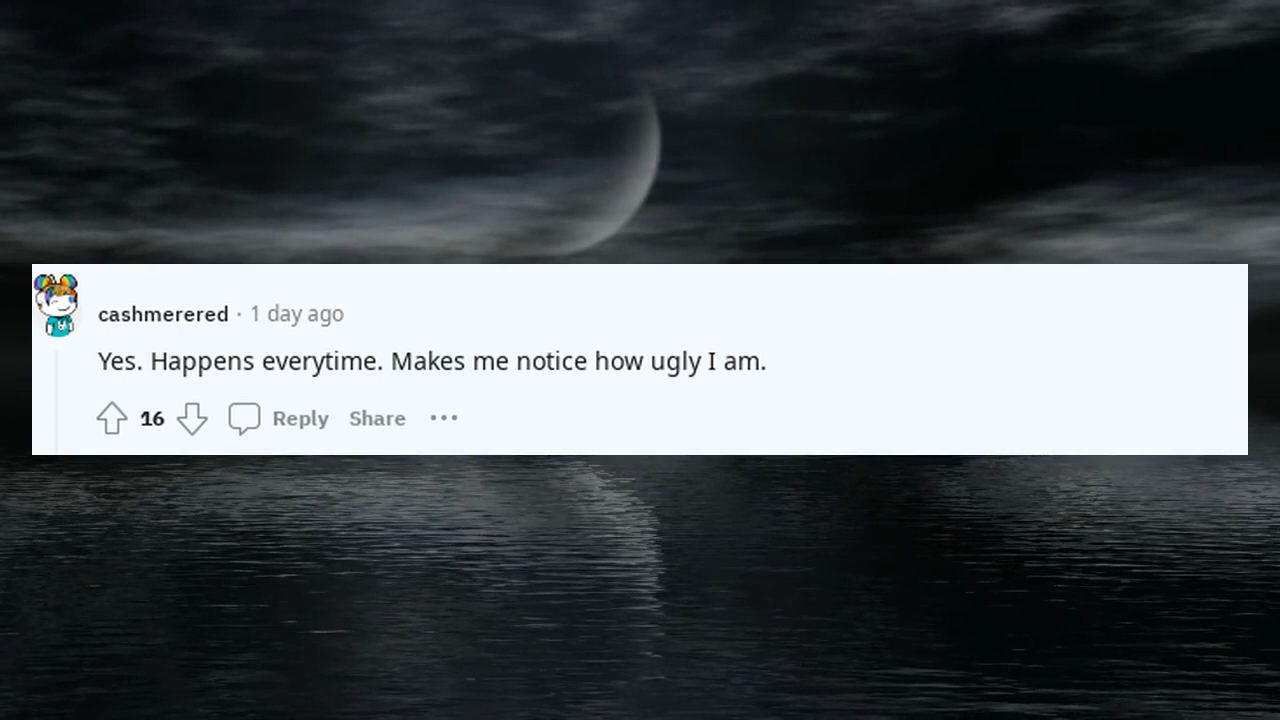 cashmerered · 1 day ago
Yes. Happens everytime. Makes me notice how ugly I am.
16 Reply Share ···